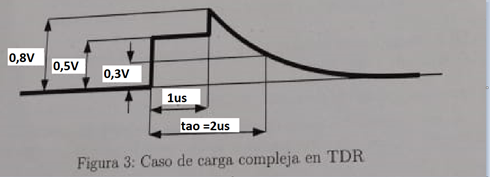 0,8V
0,5V
0,3V
1us
tao =2us
Figura 3: Caso de carga compleja en TDR